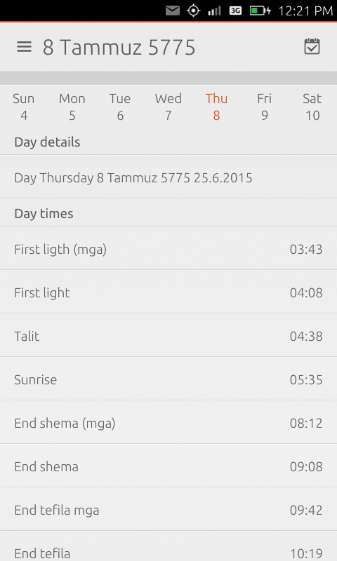 3G 12:21 PM
8 Tammuz 5775
Sun Mon Tue Wed Thu Fri Sat
4 5 6 7 8 9 10
Day details
Day Thursday 8 Tammuz 5775 25.6.2015
Day times
First ligth (mga) 03:43
First light 04:08
Talit 04:38
Sunrise 05:35
End shema (mga) 08:12
End shema 09:08
End tefila mga 09:42
End tefila 10:19